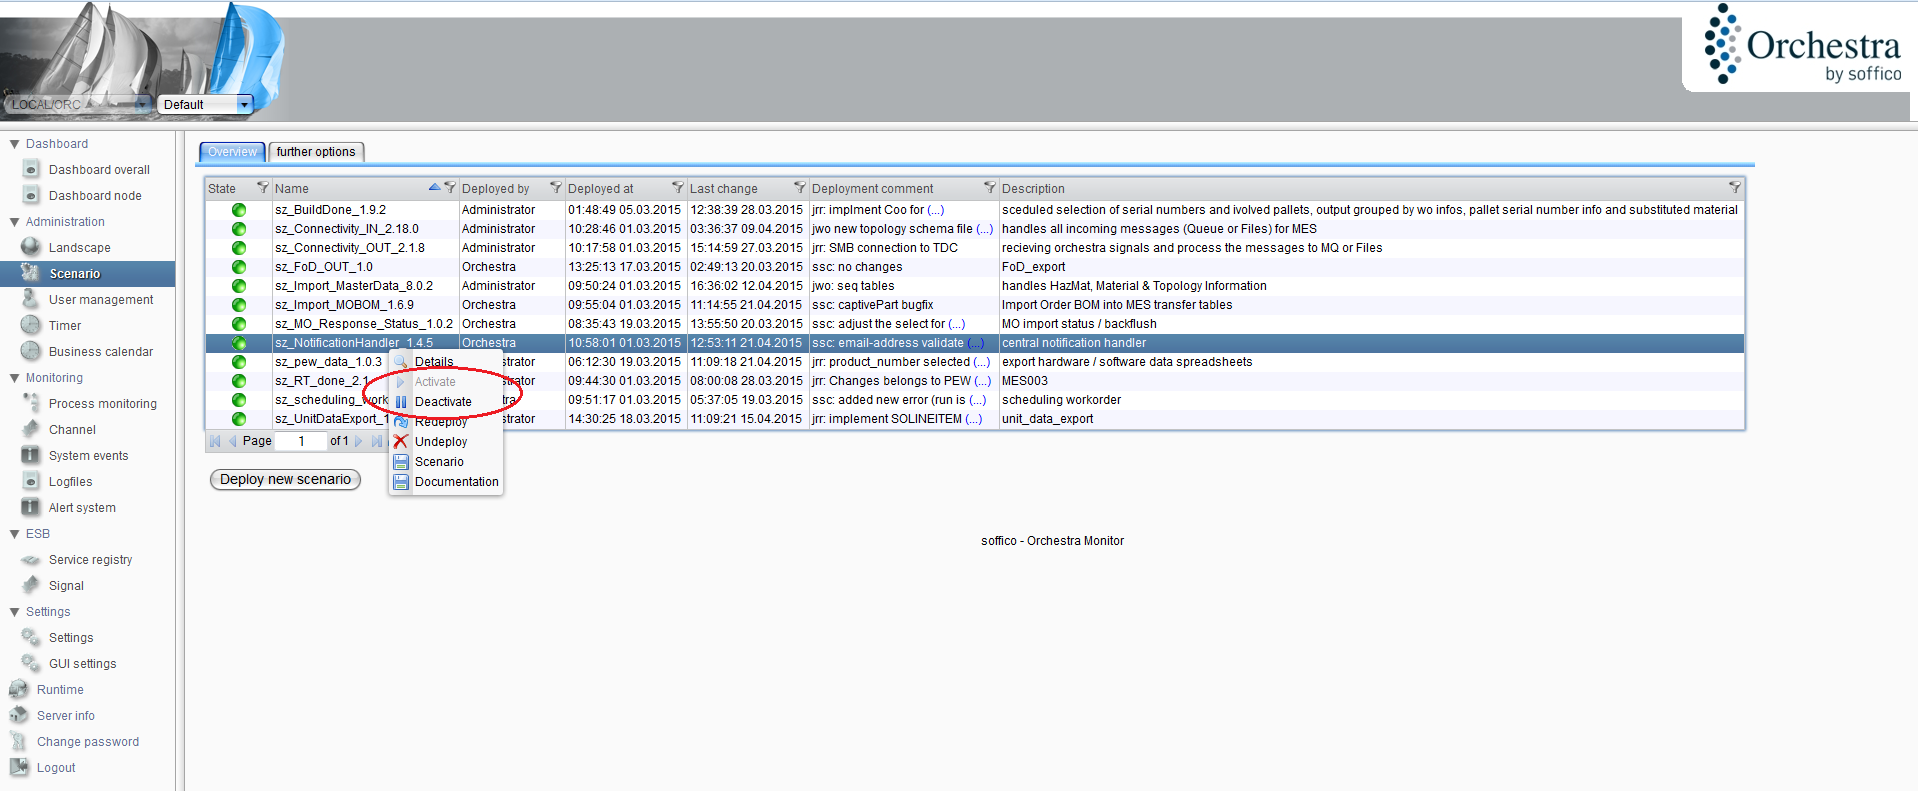 Orchestra
by soffico
LOCAL/ORC Default
Dashboard
Dashboard overall
Dashboard node
Administration
Landscape
Scenario
User management
Timer
Business calendar
Monitoring
Process monitoring
Channel
System events
Logfiles
Alert system
ESB
Service registry
Signal
Settings
Settings
GUI settings
Runtime
Server info
Change password
Logout
Overview further options
State Name Deployed by Deployed at Last change Deployment comment Description
sz_BuildDone_1.9.2 Administrator 01:48:49 05.03.2015 12:38:39 28.03.2015 jrr: implment Coo for (...) sceduled selection of serial numbers and ivolved pallets, output grouped by wo infos, pallet serial number info and substituted material
sz_Connectivity_IN_2.18.0 Administrator 10:28:46 01.03.2015 03:36:37 09.04.2015 jwo new topology schema file (...) handles all incoming messages (Queue or Files) for MES
sz_Connectivity_OUT_2.1.8 Administrator 10:17:58 01.03.2015 15:14:59 27.03.2015 jrr: SMB connection to TDC recieving orchestra signals and process the messages to MQ or Files
sz_FoD_OUT_1.0 Orchestra 13:25:13 17.03.2015 02:49:13 20.03.2015 ssc: no changes FoD_export
sz_Import_MasterData_8.0.2 Administrator 09:50:24 01.03.2015 16:36:02 12.04.2015 jwo: seq tables handles HazMat, Material & Topology Information
sz_Import_MOBOM_1.6.9 Orchestra 09:55:04 01.03.2015 11:14:55 21.04.2015 ssc: captivePart bugfix Import Order BOM into MES transfer tables
sz_MO_Response_Status_1.0.2 Orchestra 08:35:43 19.03.2015 13:55:50 20.03.2015 ssc: adjust the select for (...) MO import status / backflush
sz_NotificationHandler_1.4.5 Orchestra 10:58:01 01.03.2015 12:53:11 21.04.2015 ssc: email-address validate (...) central notification handler
sz_pew_data_1.0.3 strator 06:12:30 19.03.2015 11:09:18 21.04.2015 jrr: product_number selected (...) export hardware / software data spreadsheets
sz_RT_done_2.1 trator 09:44:30 01.03.2015 08:00:08 28.03.2015 jrr: Changes belongs to PEW (...) MES003
sz_scheduling_work tra 09:51:17 01.03.2015 05:37:05 19.03.2015 ssc: added new error (run is (...) scheduling workorder
sz_UnitDataExport_1 trator 14:30:25 18.03.2015 11:09:21 15.04.2015 jrr: implement SOLINEITEM (...) unit_data_export
Details
Activate
Deactivate
Redeploy
Undeploy
Scenario
Documentation
Page 1 of 1
Deploy new scenario
soffico - Orchestra Monitor